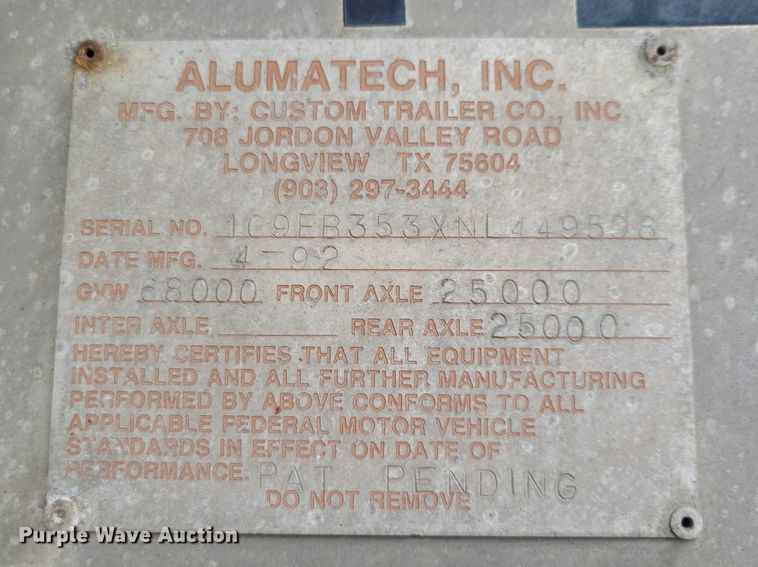 ALUMATECH, INC.
MFG. BY: CUSTOM TRAILER CO., INC
708 JORDON VALLEY ROAD
LONGVIEW TX 75604
(903) 297-3444
SERIAL NO. 1C9FB353XNL449528
DATE MFG. 4-92
GVW 68000 FRONT AXLE 25000
INTER AXLE REAR AXLE 25000
HEREBY CERTIFIES THAT ALL EQUIPMENT
INSTALLED AND ALL FURTHER MANUFACTURING
PERFORMED BY ABOVE CONFORMS TO ALL
APPLICABLE FEDERAL MOTOR VEHICLE
STANDARDS IN EFFECT ON DATE OF
PERFORMANCE. PAT PENDING
DO NOT REMOVE
Purple Wave Auction